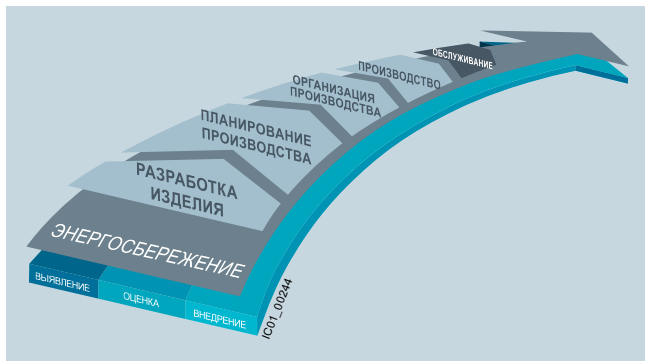 ОБСЛУЖИВАНИЕ
ПРОИЗВОДСТВО
ОРГАНИЗАЦИЯ
ПРОИЗВОДСТВА
ПЛАНИРОВАНИЕ
ПРОИЗВОДСТВА
РАЗРАБОТКА
ИЗДЕЛИЯ
ЭНЕРГОСБЕРЕЖЕНИЕ
ВЫЯВЛЕНИЕ
ОЦЕНКА
ВНЕДРЕНИЕ
IC01_00244